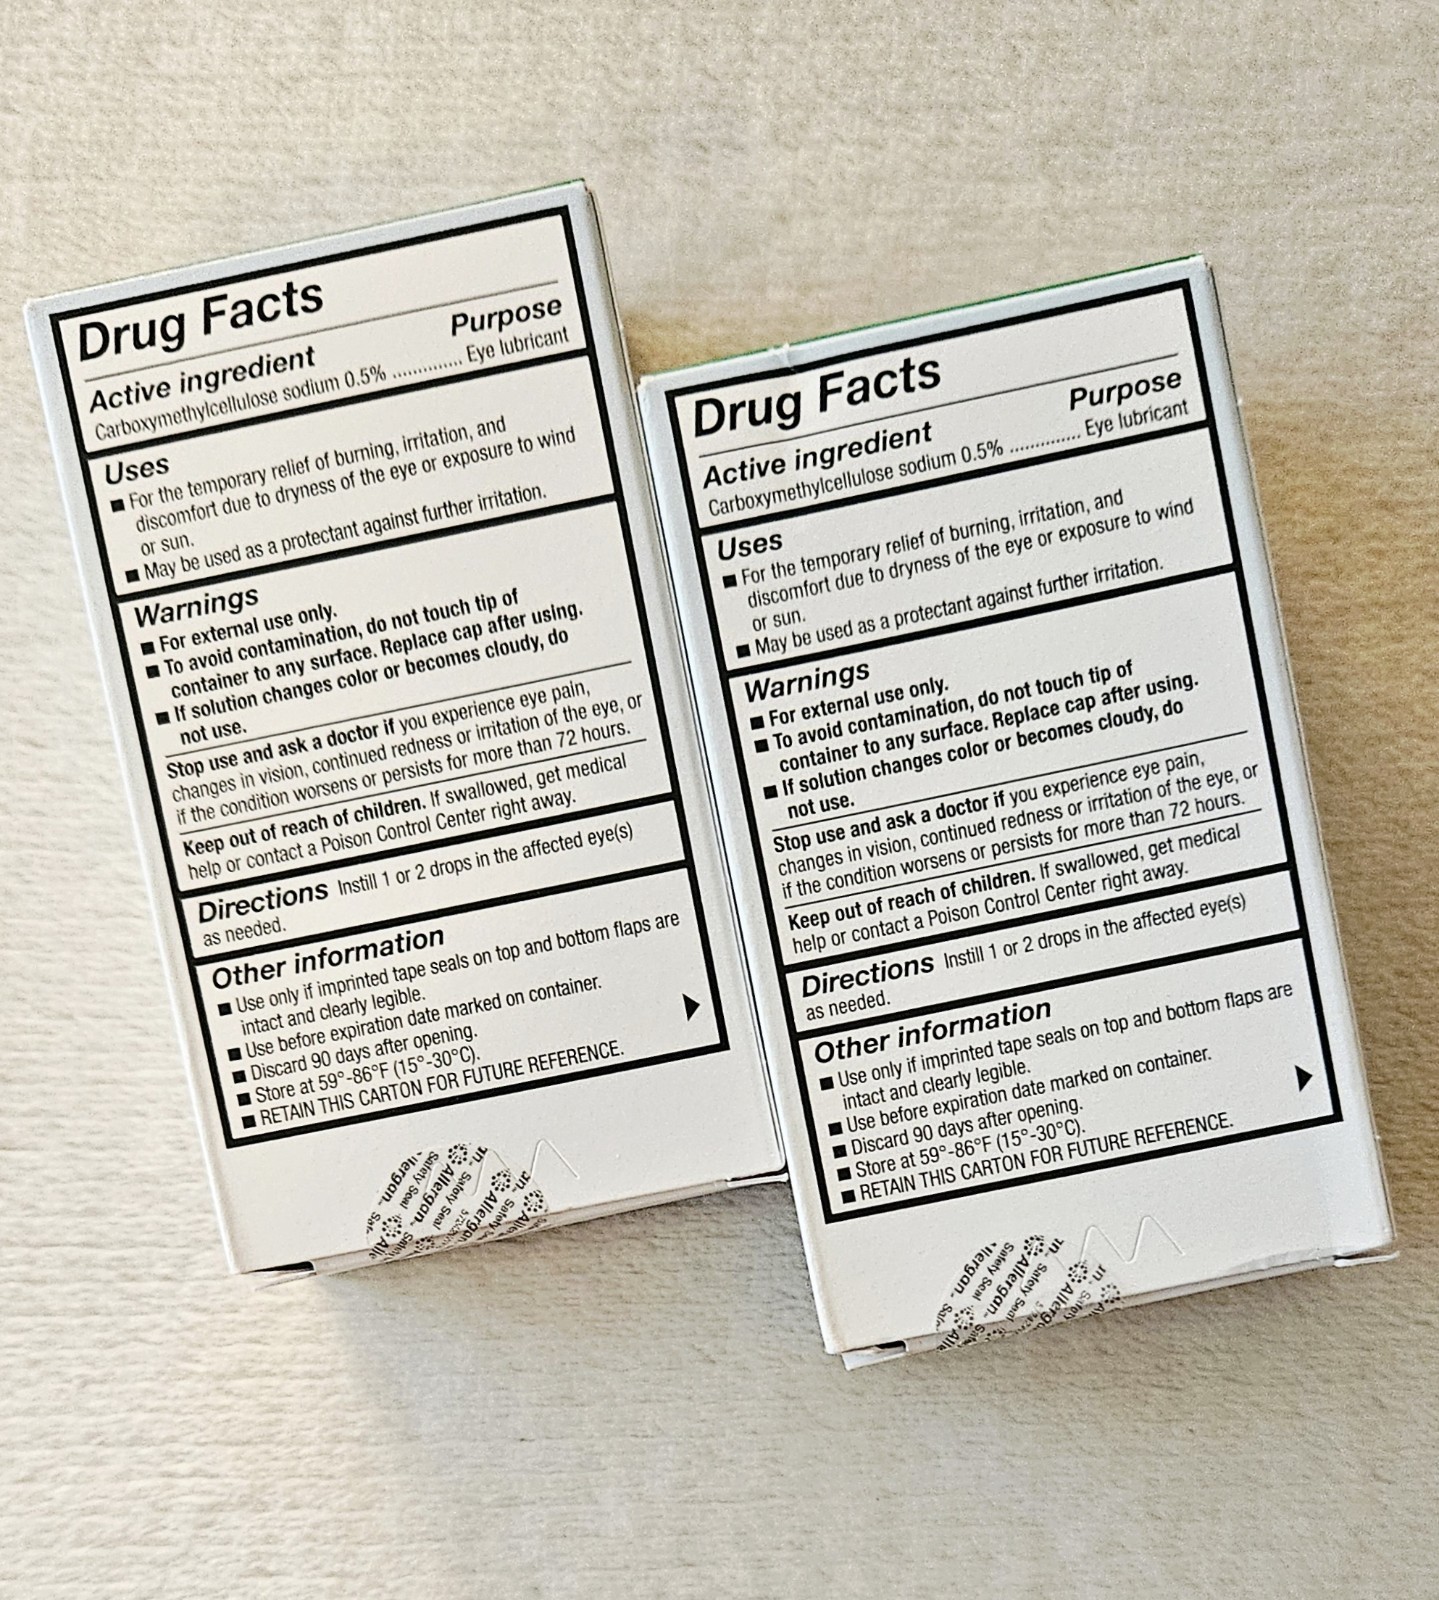 Drug Facts
Active ingredient Purpose
Carboxymethylcellulose sodium 0.5% .............. Eye lubricant
Uses
■ For the temporary relief of burning, irritation, and
discomfort due to dryness of the eye or exposure to wind
or sun.
■ May be used as a protectant against further irritation.
Warnings
■ For external use only.
■ To avoid contamination, do not touch tip of
container to any surface. Replace cap after using.
■ If solution changes color or becomes cloudy, do
not use.
Stop use and ask a doctor if you experience eye pain,
changes in vision, continued redness or irritation of the eye, or
if the condition worsens or persists for more than 72 hours.
Keep out of reach of children. If swallowed, get medical
help or contact a Poison Control Center right away.
Directions Instill 1 or 2 drops in the affected eye(s)
as needed.
Other information
■ Use only if imprinted tape seals on top and bottom flaps are
intact and clearly legible.
■ Use before expiration date marked on container.
■ Discard 90 days after opening.
■ Store at 59°-86°F (15°-30°C).
■ RETAIN THIS CARTON FOR FUTURE REFERENCE.
Safety Seal
Allergan
Safety Seal
Allergan
Drug Facts
Active ingredient Purpose
Carboxymethylcellulose sodium 0.5% .............. Eye lubricant
Uses
■ For the temporary relief of burning, irritation, and
discomfort due to dryness of the eye or exposure to wind
or sun.
■ May be used as a protectant against further irritation.
Warnings
■ For external use only.
■ To avoid contamination, do not touch tip of
container to any surface. Replace cap after using.
■ If solution changes color or becomes cloudy, do
not use.
Stop use and ask a doctor if you experience eye pain,
changes in vision, continued redness or irritation of the eye, or
if the condition worsens or persists for more than 72 hours.
Keep out of reach of children. If swallowed, get medical
help or contact a Poison Control Center right away.
Directions Instill 1 or 2 drops in the affected eye(s)
as needed.
Other information
■ Use only if imprinted tape seals on top and bottom flaps are
intact and clearly legible.
■ Use before expiration date marked on container.
■ Discard 90 days after opening.
■ Store at 59°-86°F (15°-30°C).
■ RETAIN THIS CARTON FOR FUTURE REFERENCE.
Safety Seal
Allergan
Safety Seal
Allergan